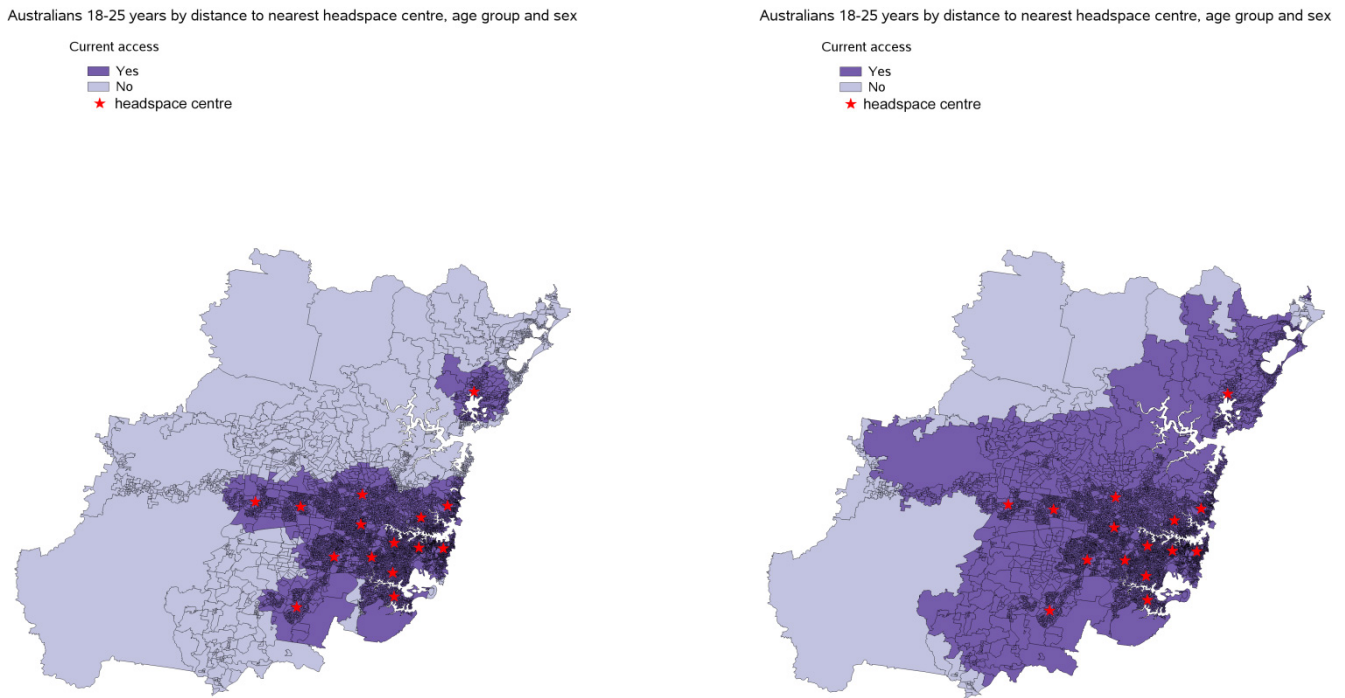 Australians 18-25 years by distance to nearest headspace centre, age group and sex
Current access
Yes
No
headspace centre
Australians 18-25 years by distance to nearest headspace centre, age group and sex
Current access
Yes
No
headspace centre